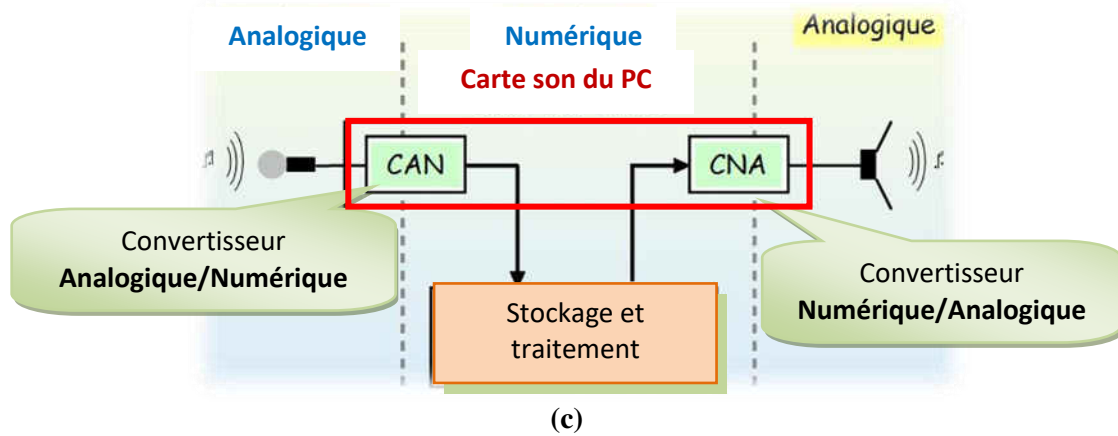 Analogique
Numérique
Analogique
Carte son du PC
CAN
CNA
Convertisseur
Analogique/Numérique
Convertisseur
Numérique/Analogique
Stockage et
traitement
(c)